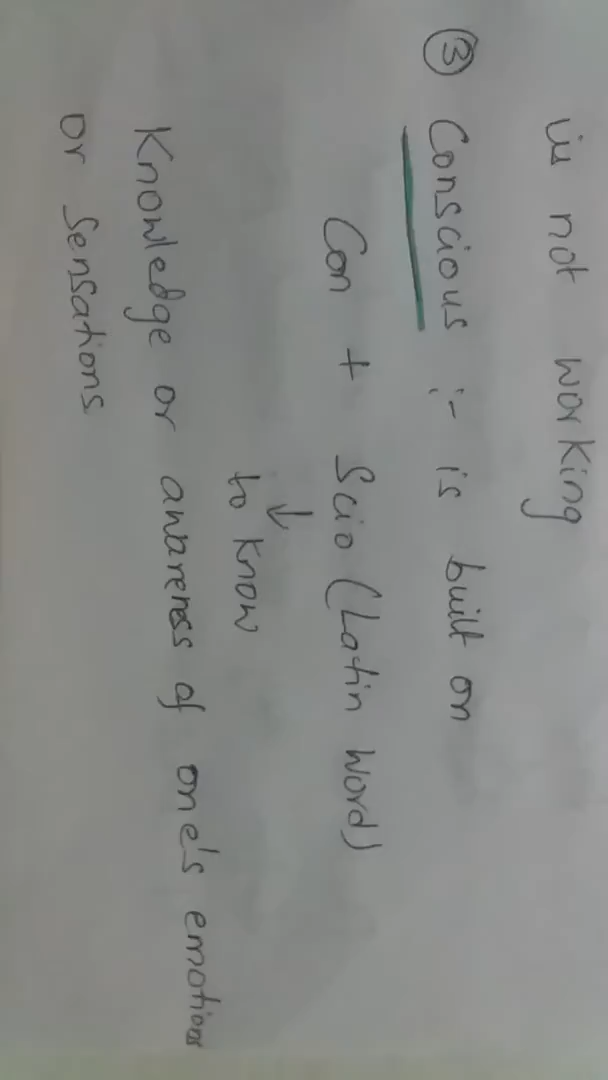 is not working
③ Conscious :- is built on
Con + Scio (Latin word)
↓
to know
Knowledge or awareness of one's emotions
or sensations